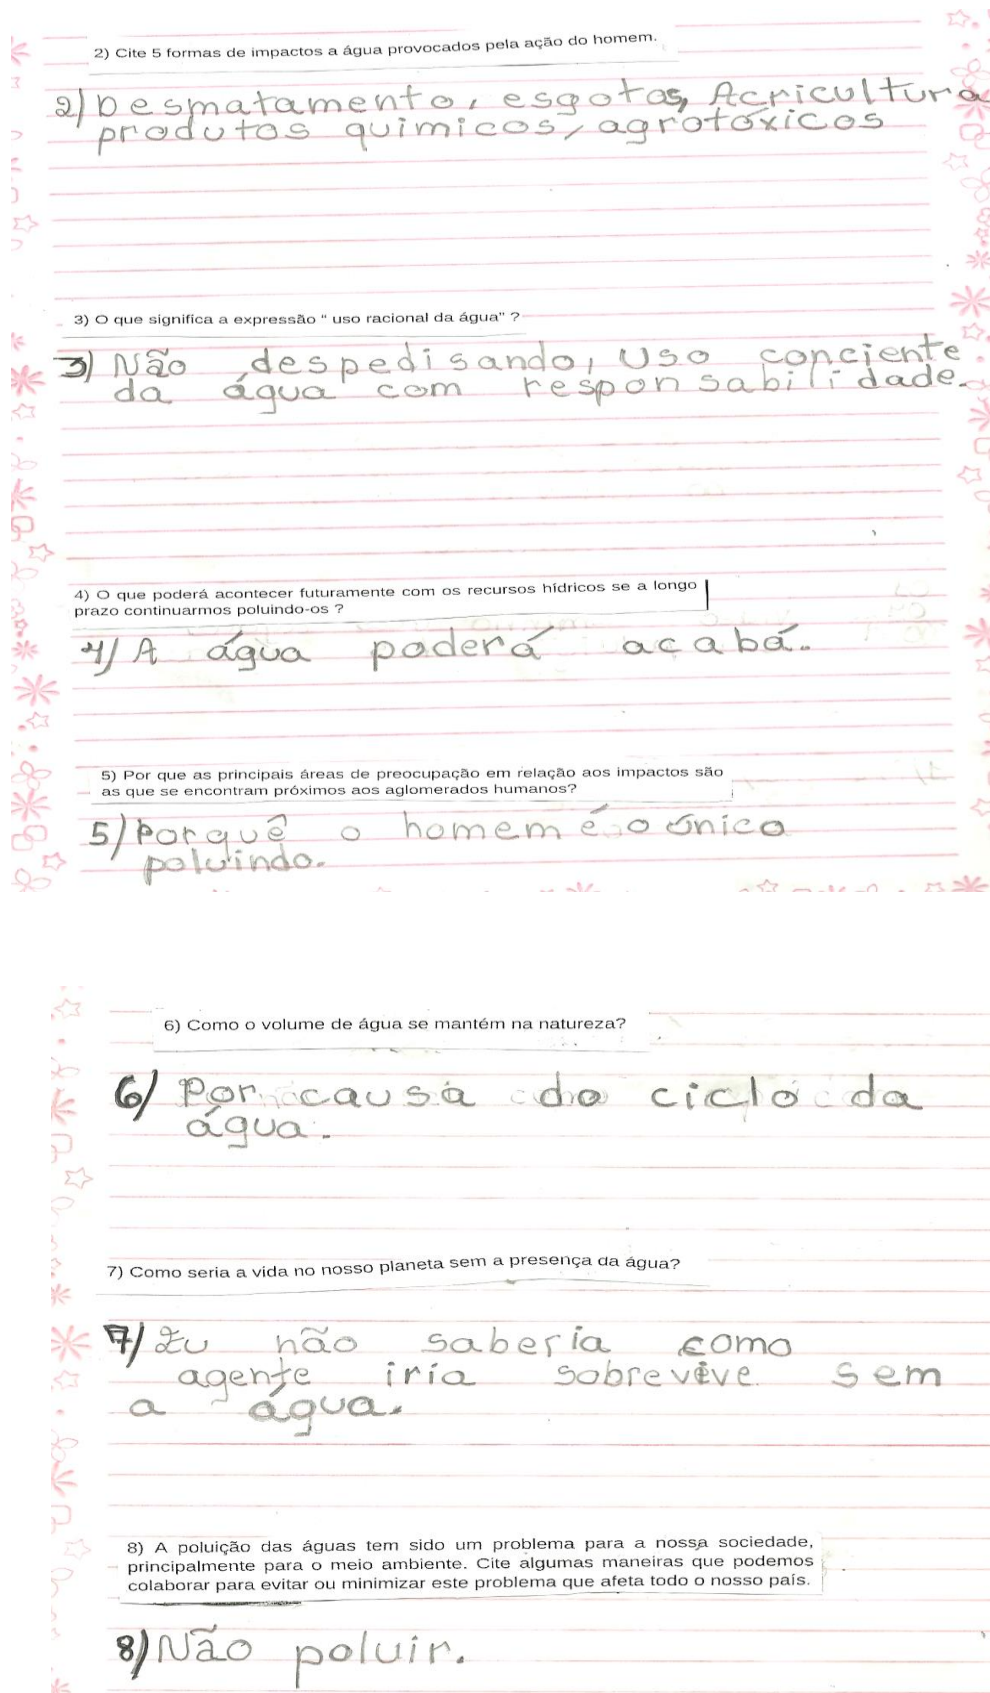 2) Cite 5 formas de impactos a água provocados pela ação do homem.
2) Desmatamento, esgotos, Acricultura
produtos quimicos, agrotóxicos
3) O que significa a expressão " uso racional da água" ?
3) Não despedisando, Uso conciente
da água com responsabilidade.
4) O que poderá acontecer futuramente com os recursos hídricos se a longo
prazo continuarmos poluindo-os ?
4) A água poderá acabá.
5) Por que as principais áreas de preocupação em relação aos impactos são
as que se encontram próximos aos aglomerados humanos?
5) Porquê o homem é o único
poluindo.
6) Como o volume de água se mantém na natureza?
6) Por causa do ciclo da
água.
7) Como seria a vida no nosso planeta sem a presença da água?
7) Eu não saberia como
agente iria sobrevive sem
a água.
8) A poluição das águas tem sido um problema para a nossa sociedade,
principalmente para o meio ambiente. Cite algumas maneiras que podemos
colaborar para evitar ou minimizar este problema que afeta todo o nosso país.
8) Não poluir.